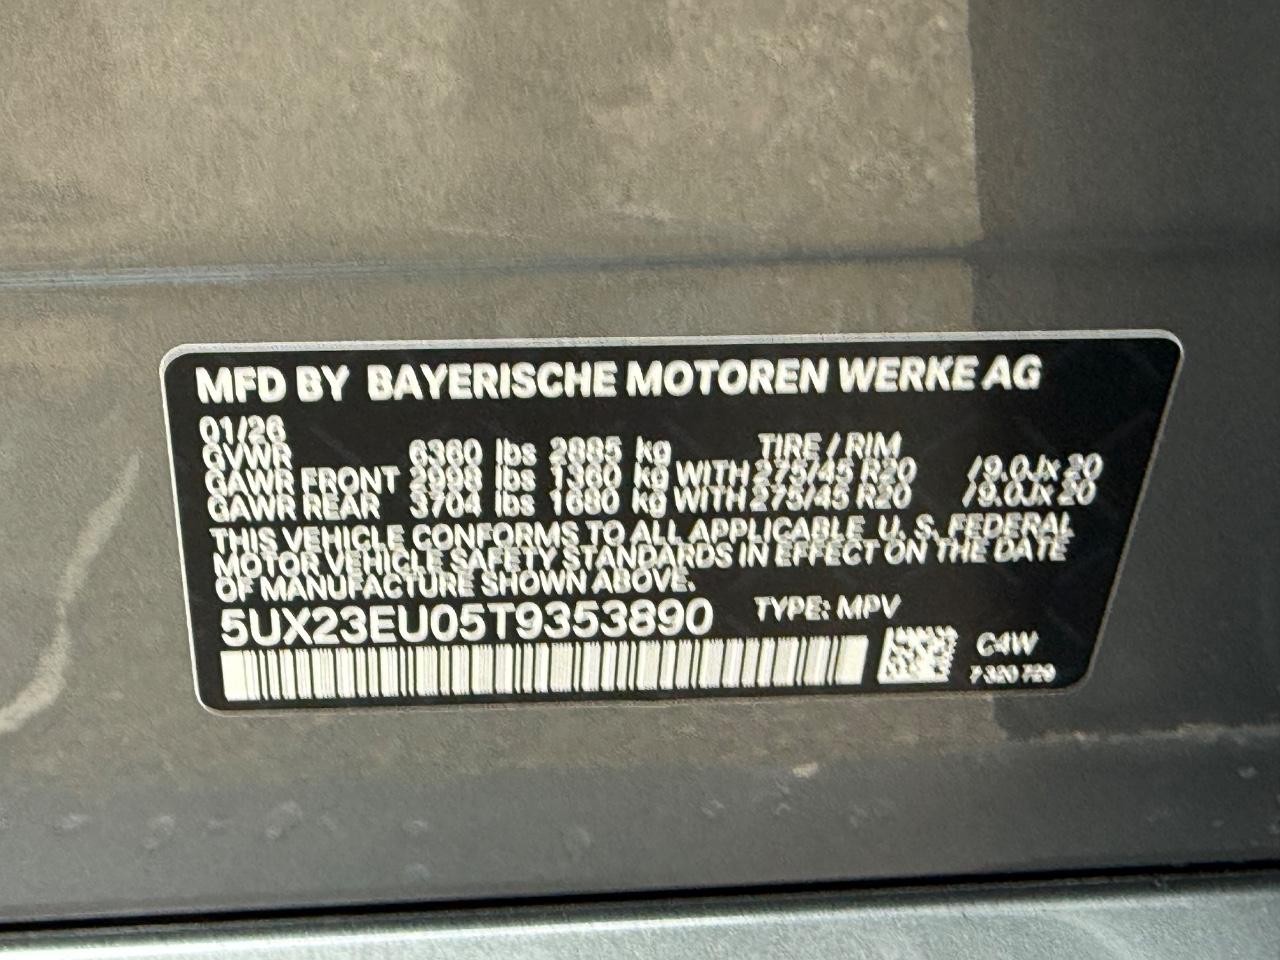 MFD BY BAYERISCHE MOTOREN WERKE AG
01/26
GVWR 6360 lbs 2885 kg TIRE / RIM
GAWR FRONT 2998 lbs 1360 kg WITH 275/45 R20 /9.0Jx20
GAWR REAR 3704 lbs 1680 kg WITH 275/45 R20 /9.0Jx20
THIS VEHICLE CONFORMS TO ALL APPLICABLE U. S. FEDERAL
MOTOR VEHICLE SAFETY STANDARDS IN EFFECT ON THE DATE
OF MANUFACTURE SHOWN ABOVE.
5UX23EU05T9353890 TYPE: MPV
C4W
7 320 729